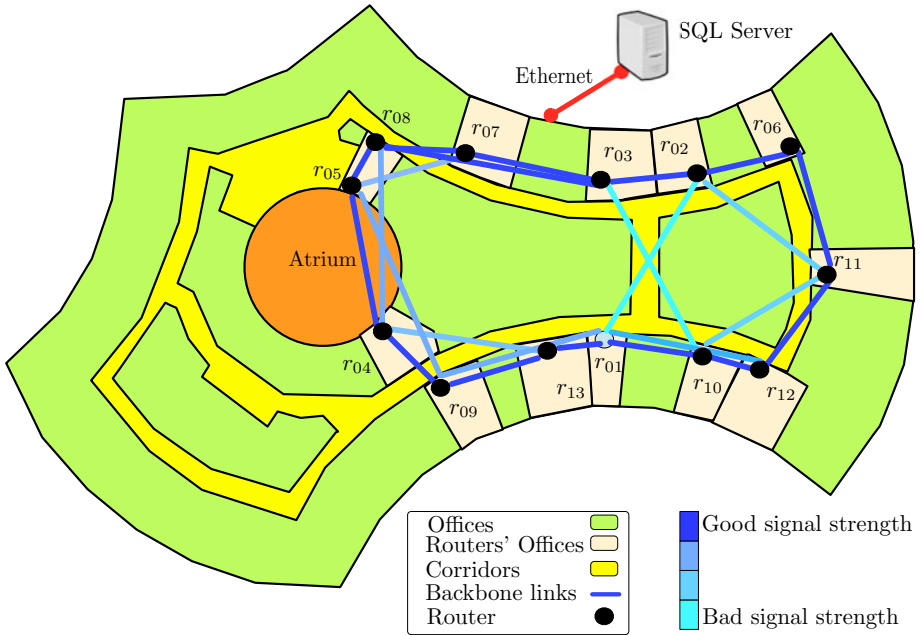 SQL Server
Ethernet
r08
r07
r06
r03
r02
r05
Atrium
r11
r04
r01
r13
r10
r12
r09
Offices
Routers' Offices
Corridors
Backbone links
Router
Good signal strength
Bad signal strength